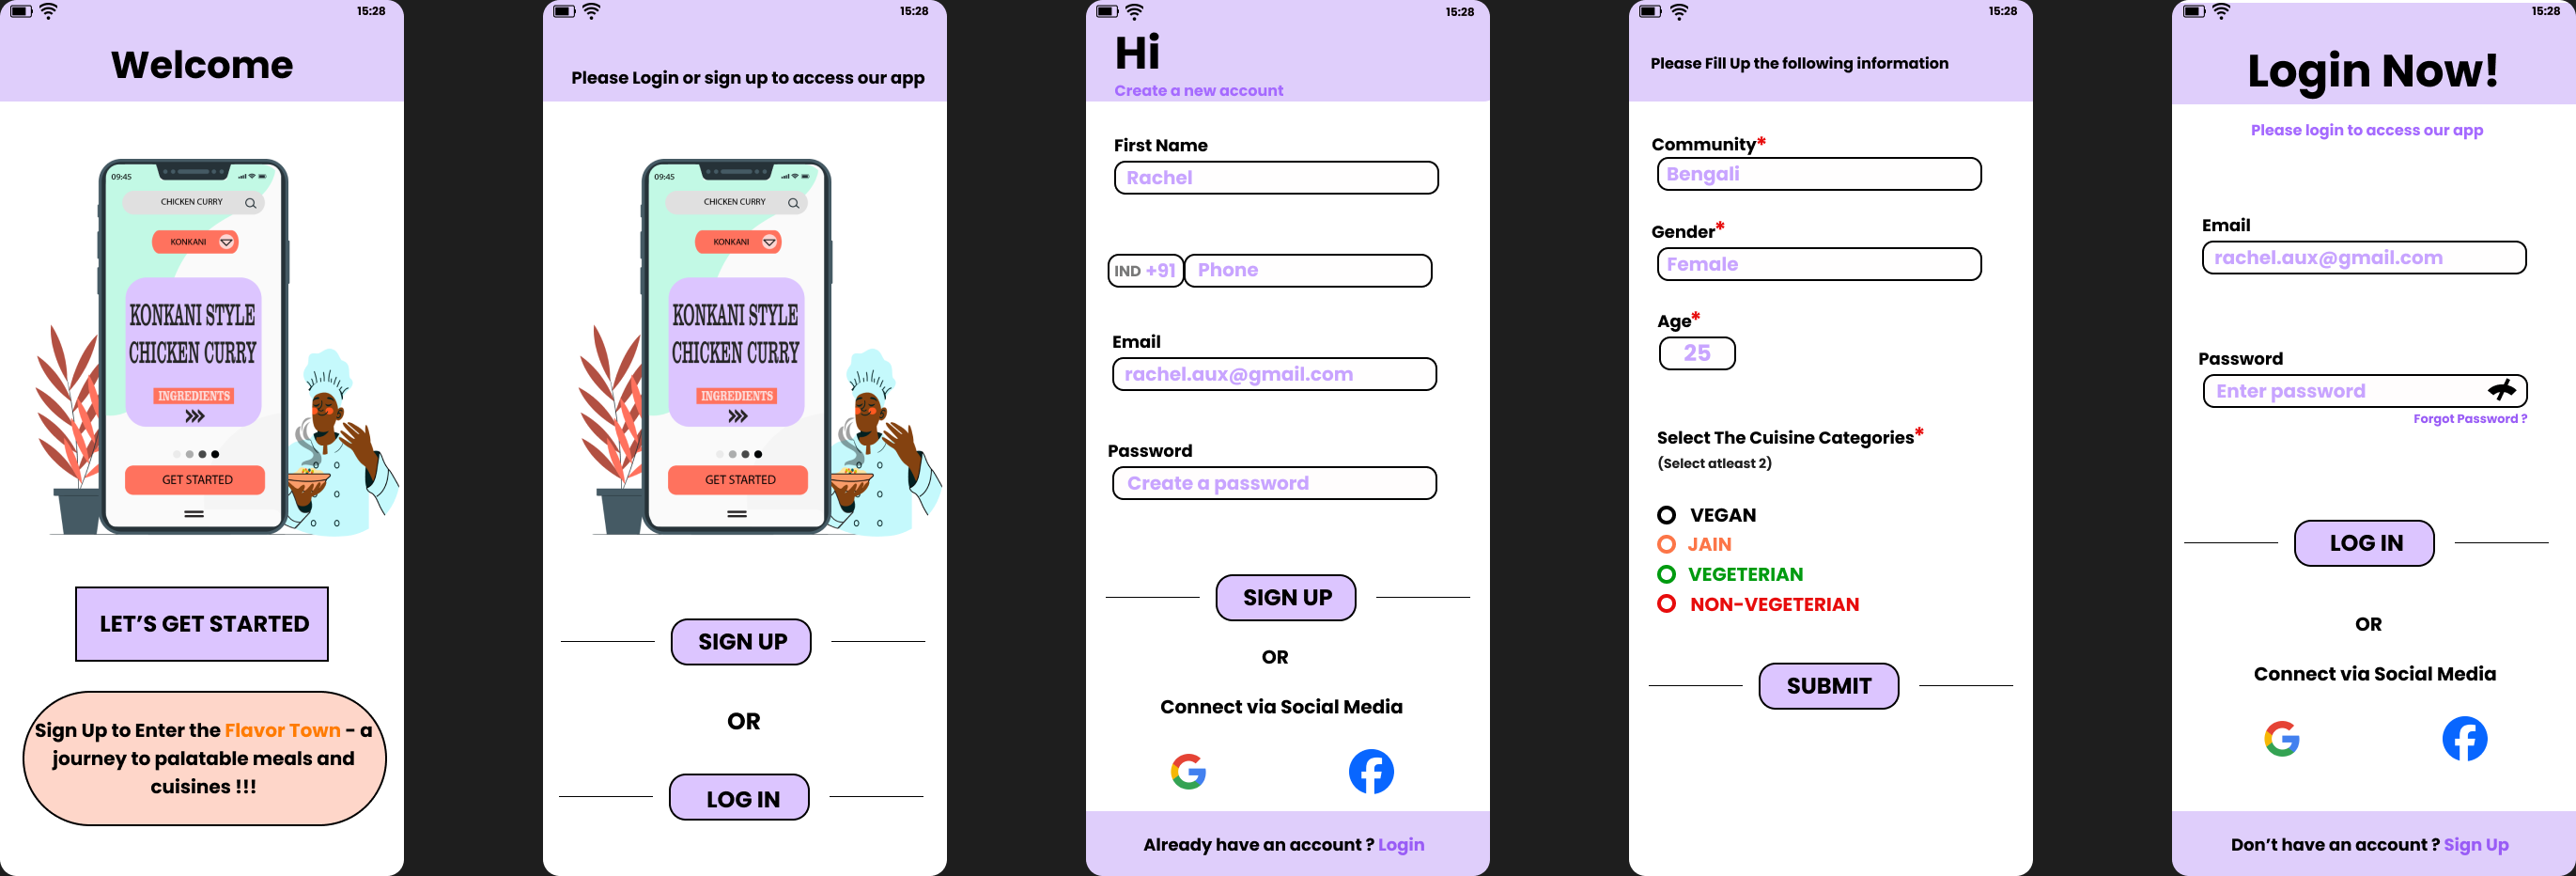 15:28
Welcome
09:45
CHICKEN CURRY
KONKANI
KONKANI STYLE
CHICKEN CURRY
INGREDIENTS
GET STARTED
LET'S GET STARTED
Sign Up to Enter the Flavor Town - a
journey to palatable meals and
cuisines !!!
15:28
Please Login or sign up to access our app
09:45
CHICKEN CURRY
KONKANI
KONKANI STYLE
CHICKEN CURRY
INGREDIENTS
GET STARTED
SIGN UP
OR
LOG IN
15:28
Hi
Create a new account
First Name
Rachel
IND +91 Phone
Email
rachel.aux@gmail.com
Password
Create a password
SIGN UP
OR
Connect via Social Media
Already have an account ? Login
15:28
Please Fill Up the following information
Community*
Bengali
Gender*
Female
Age*
25
Select The Cuisine Categories*
(Select atleast 2)
VEGAN
JAIN
VEGETERIAN
NON-VEGETERIAN
SUBMIT
15:28
Login Now!
Please login to access our app
Email
rachel.aux@gmail.com
Password
Enter password
Forgot Password ?
LOG IN
OR
Connect via Social Media
Don't have an account ? Sign Up